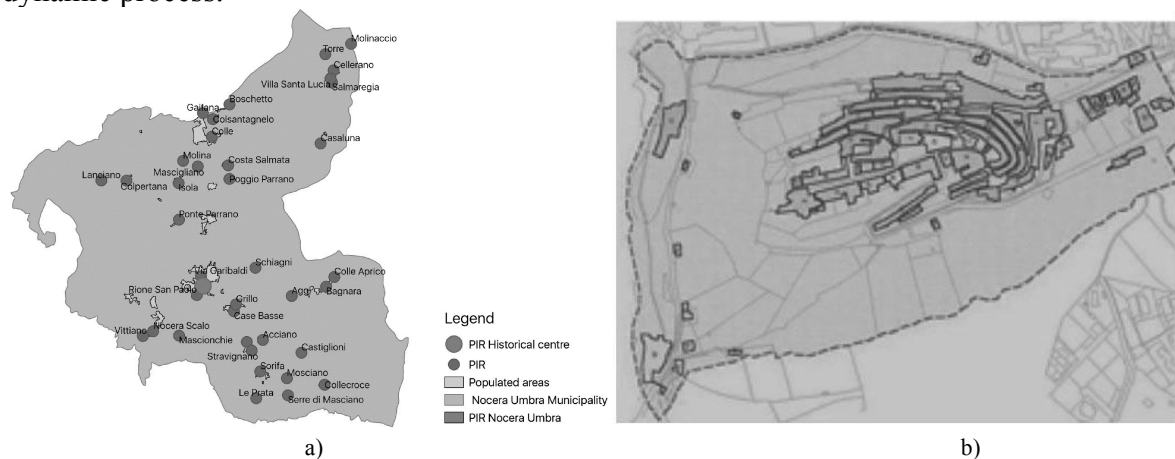 dynamic process.
Molinaccio
Torre
Cellerano
Villa Santa Lucia
Salmaregia
Boschetto
Gaifana
Colsantagnelo
Colle
Casaluna
Molina
Costa Salmata
Mascigliano
Lanciano
Colpertana
Isola
Poggio Parrano
Ponte Parrano
Schiagni
Via Garibaldi
Colle Aprico
Rione San Paolo
Aggi
Bagnara
Grillo
Case Basse
Nocera Scalo
Vittiano
Mascionchie
Acciano
Stravignano
Castiglioni
Sorifa
Mosciano
Collecroce
Le Prata
Serre di Masciano
Legend
PIR Historical centre
PIR
Populated areas
Nocera Umbra Municipality
PIR Nocera Umbra
a)
b)